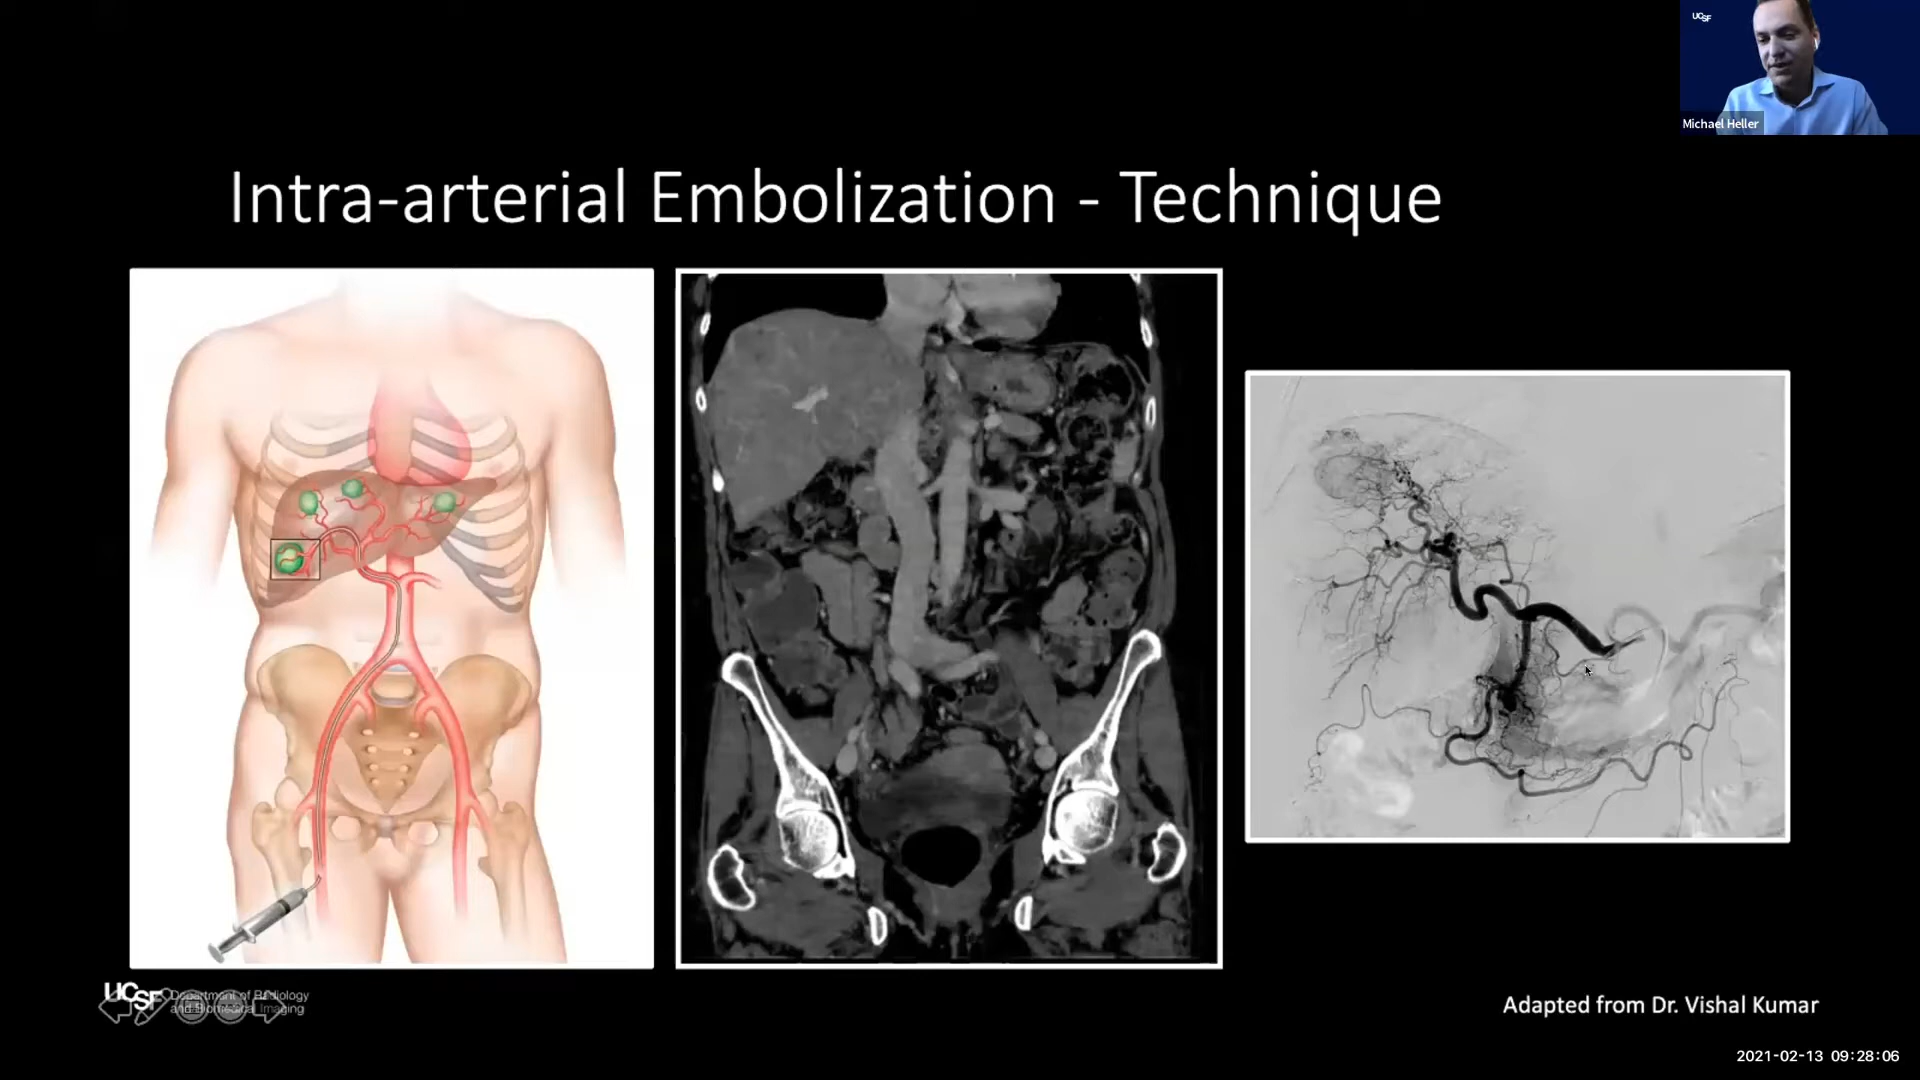 UCSF
Michael Heller
Intra-arterial Embolization - Technique
UCSF Department of Radiology
and Biomedical Imaging
Adapted from Dr. Vishal Kumar
2021-02-13 09:28:06